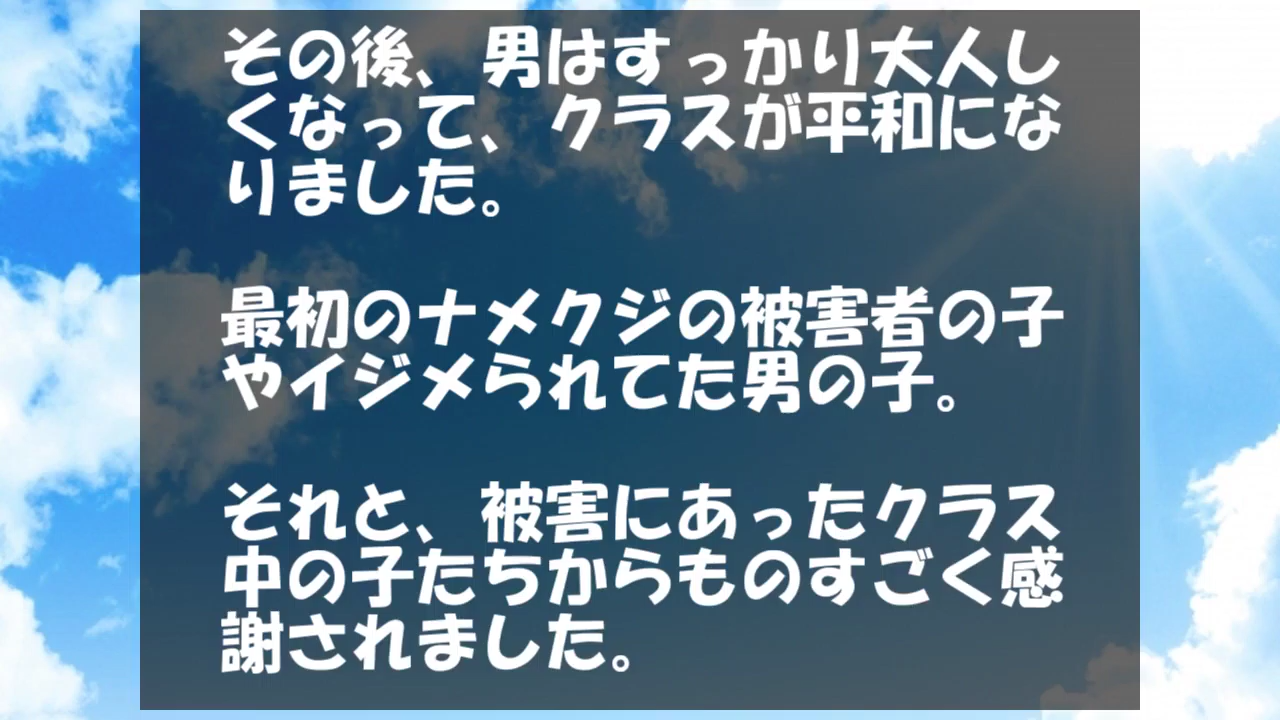 その後、男はすっかり大人し
くなって、クラスが平和にな
りました。
最初のナメクジの被害者の子
やイジメられてた男の子。
それと、被害にあったクラス
中の子たちからものすごく感
謝されました。